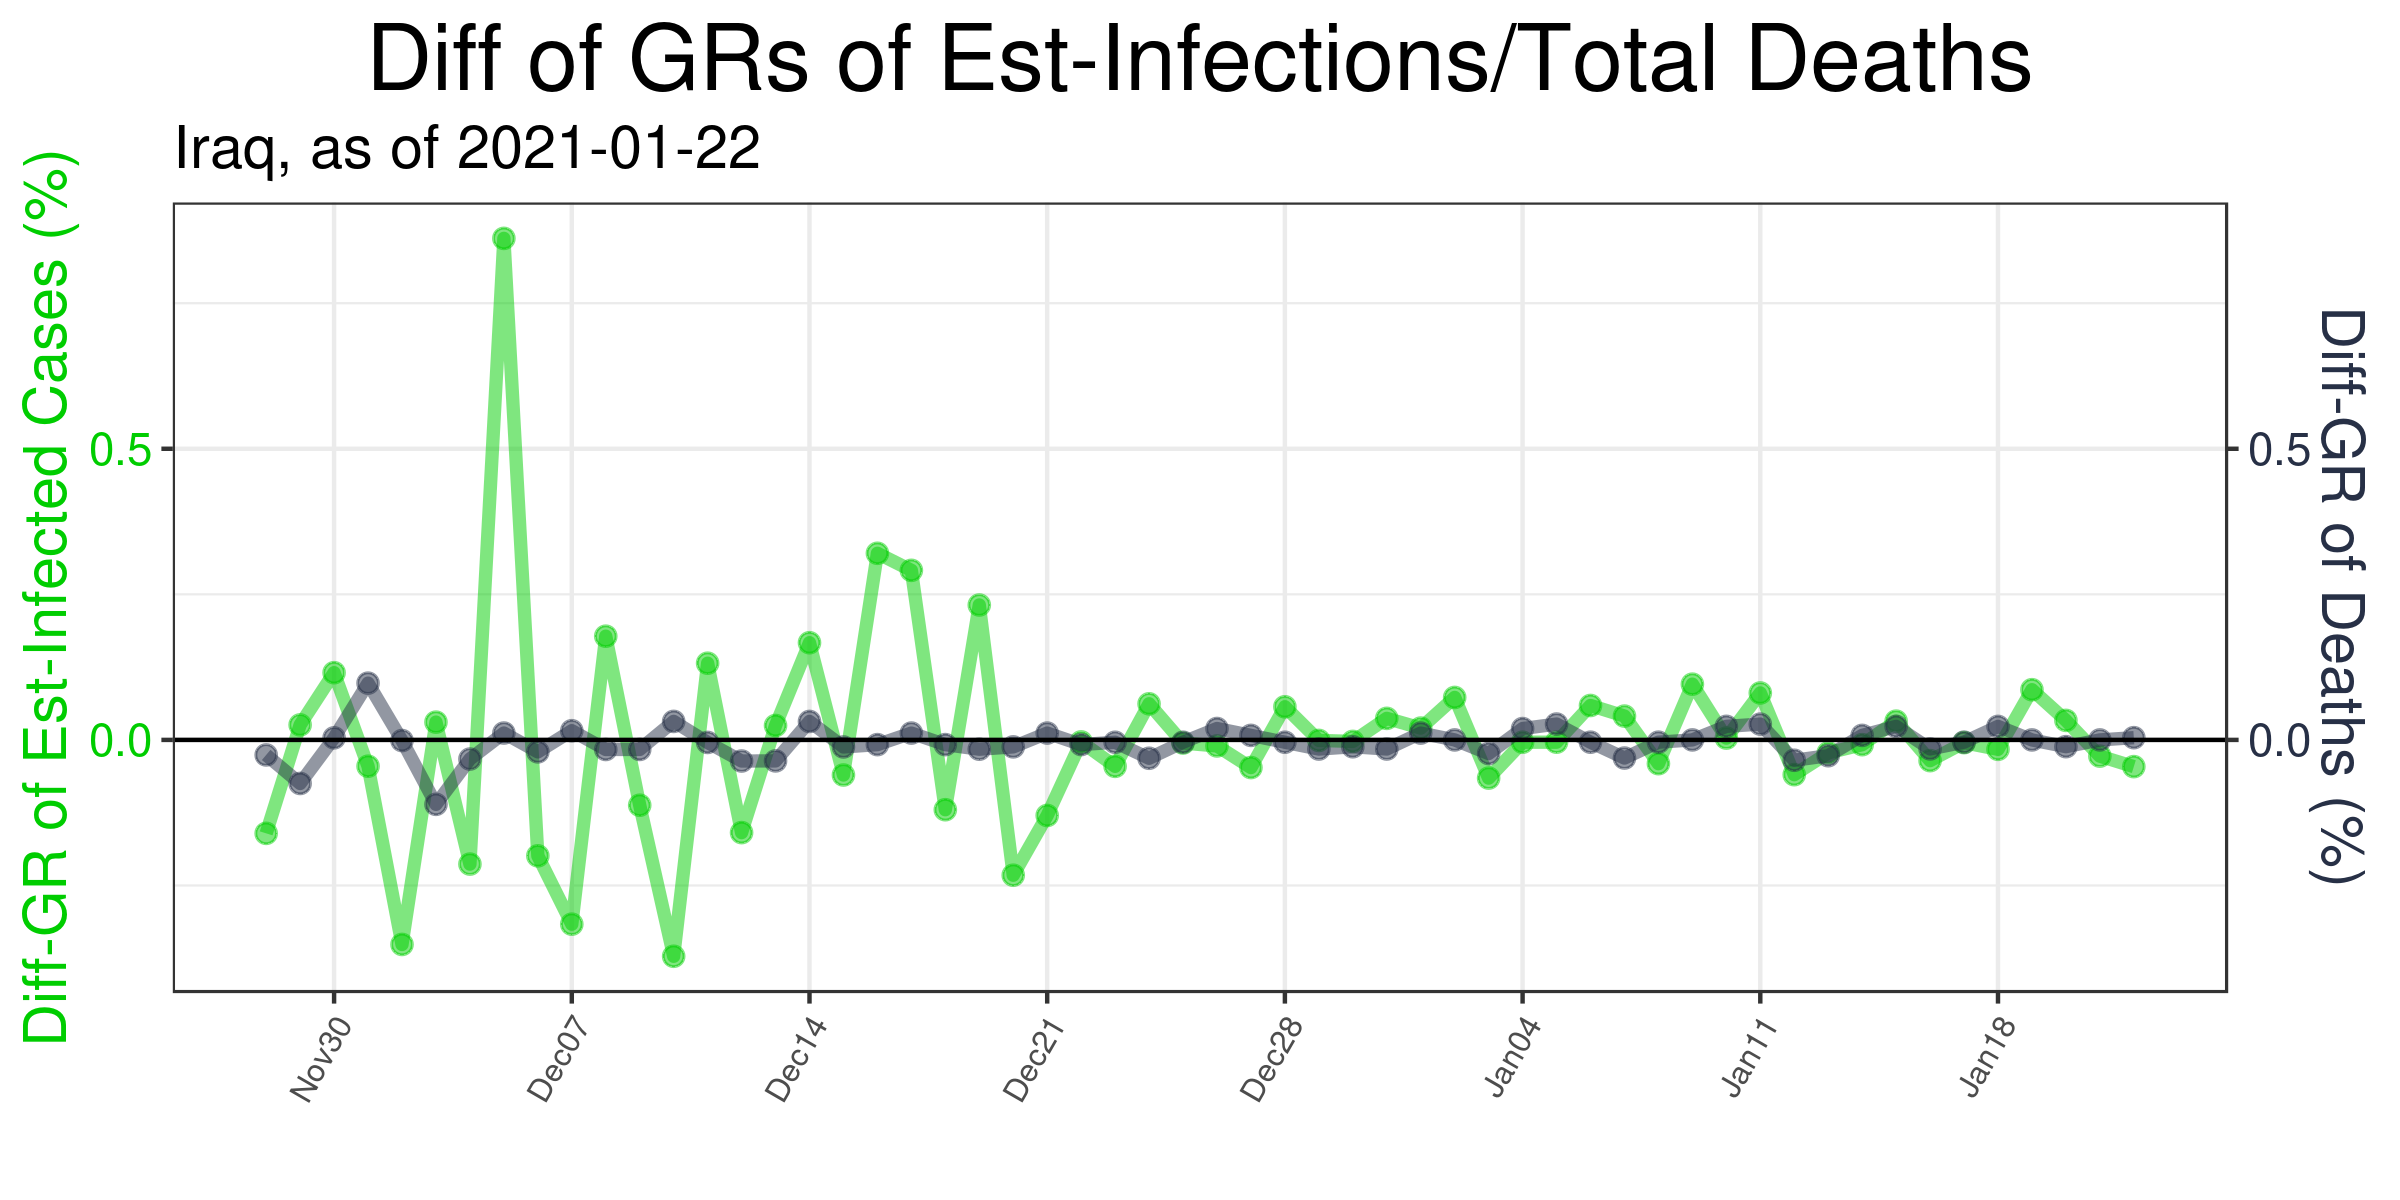 Diff of GRs of Est-Infections/Total Deaths
Iraq, as of 2021-01-22
Diff-GR of Est-Infected Cases (%)
0.5
0.0
0.5
0.0
Diff-GR of Deaths (%)
Nov30
Dec07
Dec14
Dec21
Dec28
Jan04
Jan11
Jan18